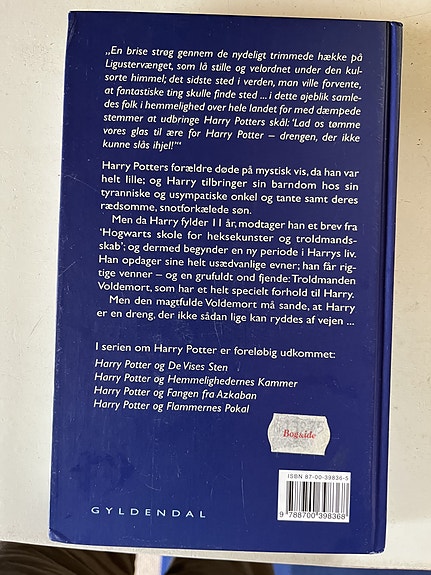 „En brise strøg gennem de nydeligt trimmede hække på
Ligustervænget, som lå stille og velordnet under den kul-
sorte himmel; det sidste sted i verden, man ville forvente,
at fantastiske ting skulle finde sted ... i dette øjeblik samle-
des folk i hemmelighed over hele landet for med dæmpede
stemmer at udbringe Harry Potters skål: 'Lad os tømme
vores glas til ære for Harry Potter – drengen, der ikke
kunne slås ihjel!'“
Harry Potters forældre døde på mystisk vis, da han var
helt lille; og Harry tilbringer sin barndom hos sin
tyranniske og usympatiske onkel og tante samt deres
rædsomme, snotforkælede søn.
Men da Harry fylder 11 år, modtager han et brev fra
'Hogwarts skole for heksekunster og troldmands-
skab'; og dermed begynder en ny periode i Harrys liv.
Han opdager sine helt usædvanlige evner; han får rig-
tige venner – og en grufuldt ond fjende: Troldmanden
Voldemort, som har et helt specielt forhold til Harry.
Men den magtfulde Voldemort må sande, at Harry
er en dreng, der ikke sådan lige kan ryddes af vejen ...
I serien om Harry Potter er foreløbig udkommet:
Harry Potter og De Vises Sten
Harry Potter og Hemmelighedernes Kammer
Harry Potter og Fangen fra Azkaban
Harry Potter og Flammernes Pokal
Bog&ide
ISBN 87-00-39836-5
9 788700 398368
GYLDENDAL